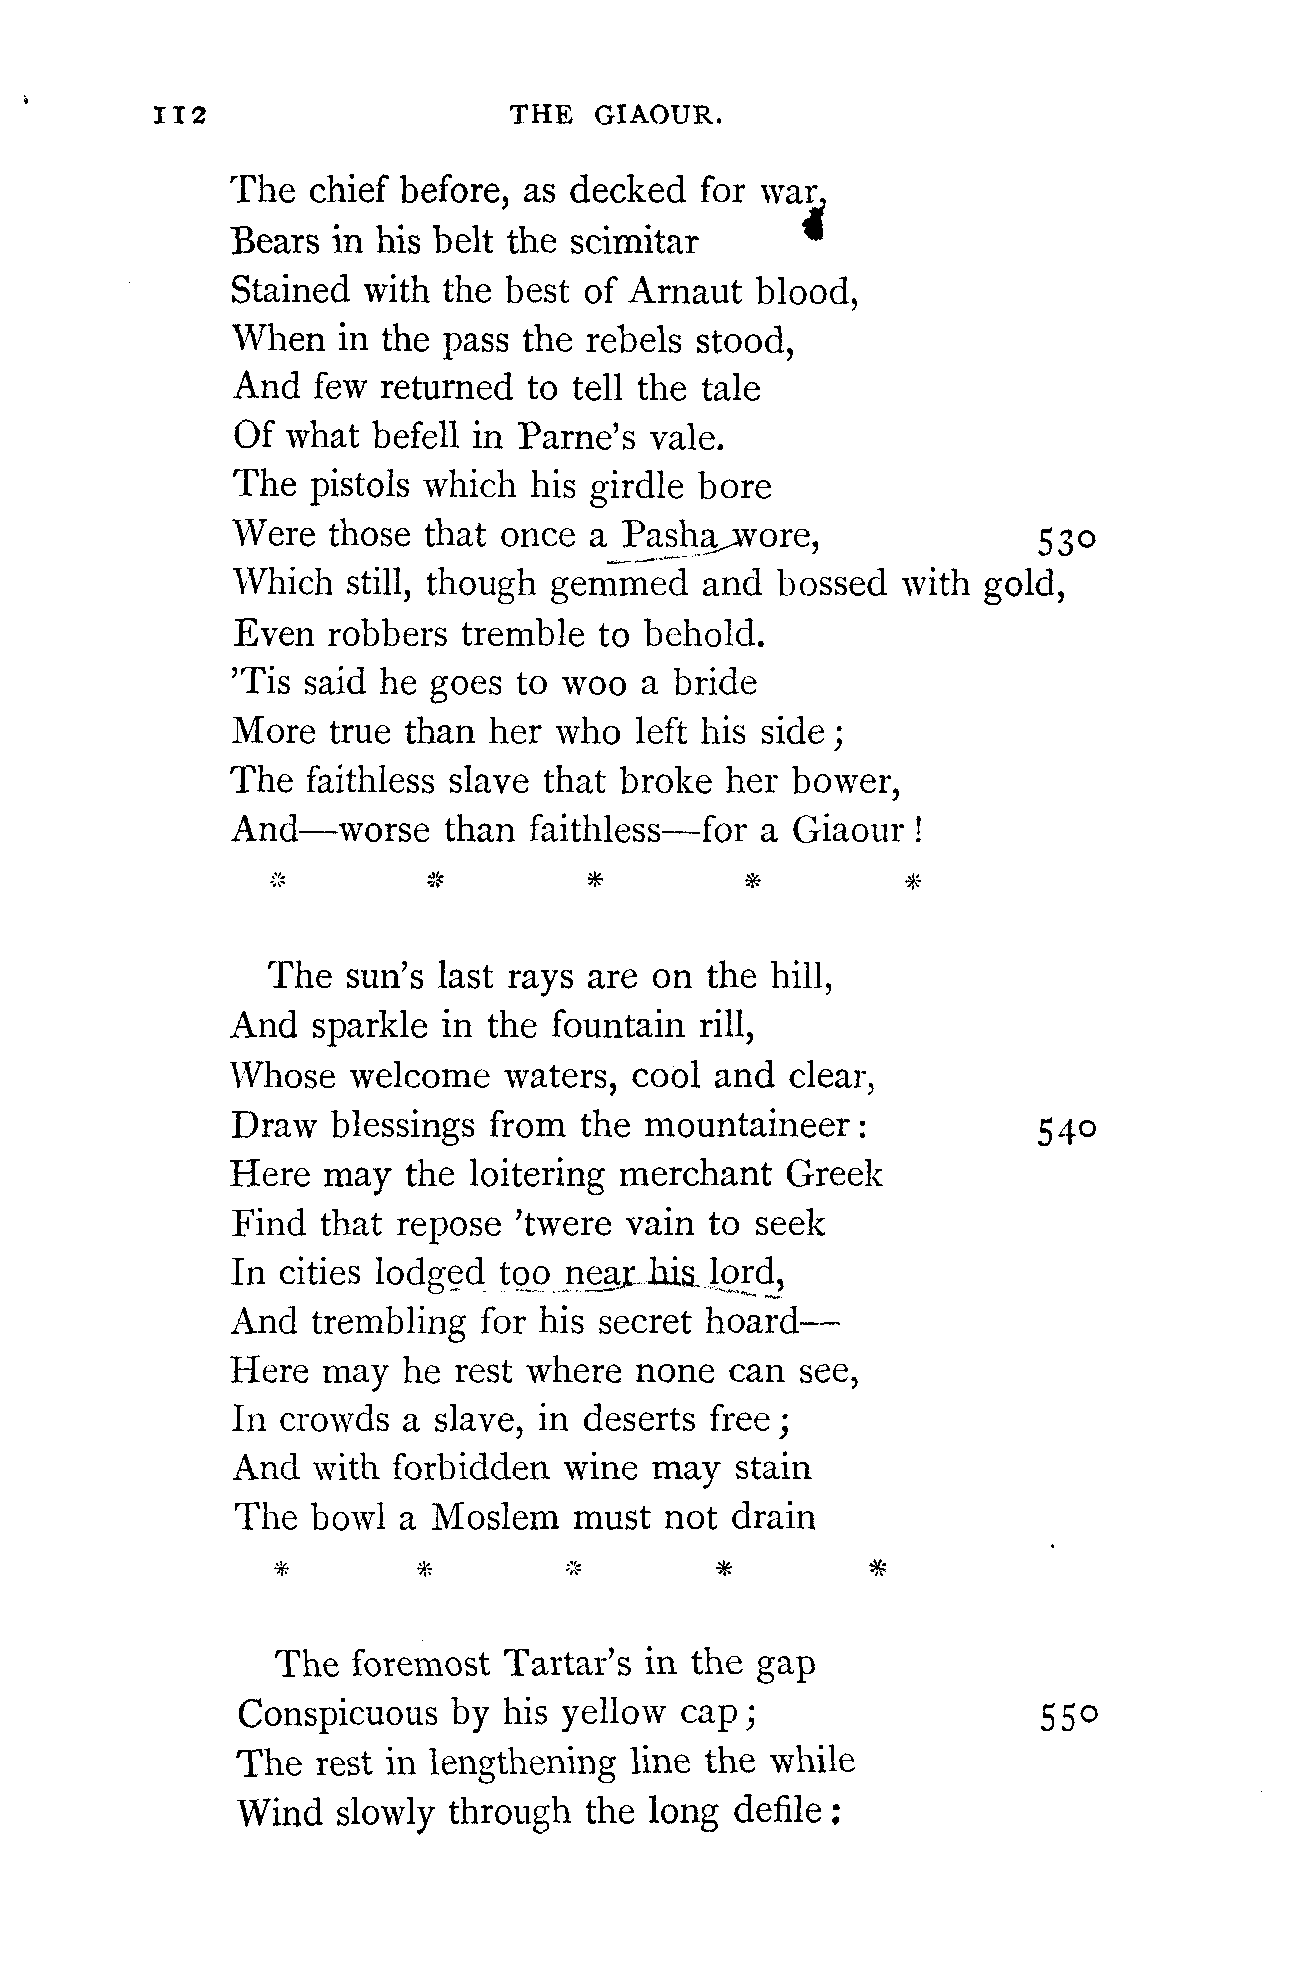 112 THE GIAOUR.
The chief before, as decked for war,
Bears in his belt the scimitar
Stained with the best of Arnaut blood,
When in the pass the rebels stood,
And few returned to tell the tale
Of what befell in Parne’s vale.
The pistols which his girdle bore
Were those that once a Pasha wore, 530
Which still, though gemmed and bossed with gold,
Even robbers tremble to behold.
’Tis said he goes to woo a bride
More true than her who left his side ;
The faithless slave that broke her bower,
And—worse than faithless—for a Giaour !
* * * * *
The sun’s last rays are on the hill,
And sparkle in the fountain rill,
Whose welcome waters, cool and clear,
Draw blessings from the mountaineer : 540
Here may the loitering merchant Greek
Find that repose ’twere vain to seek
In cities lodged too near his lord,
And trembling for his secret hoard—
Here may he rest where none can see,
In crowds a slave, in deserts free ;
And with forbidden wine may stain
The bowl a Moslem must not drain
* * * * *
The foremost Tartar’s in the gap
Conspicuous by his yellow cap ; 550
The rest in lengthening line the while
Wind slowly through the long defile :